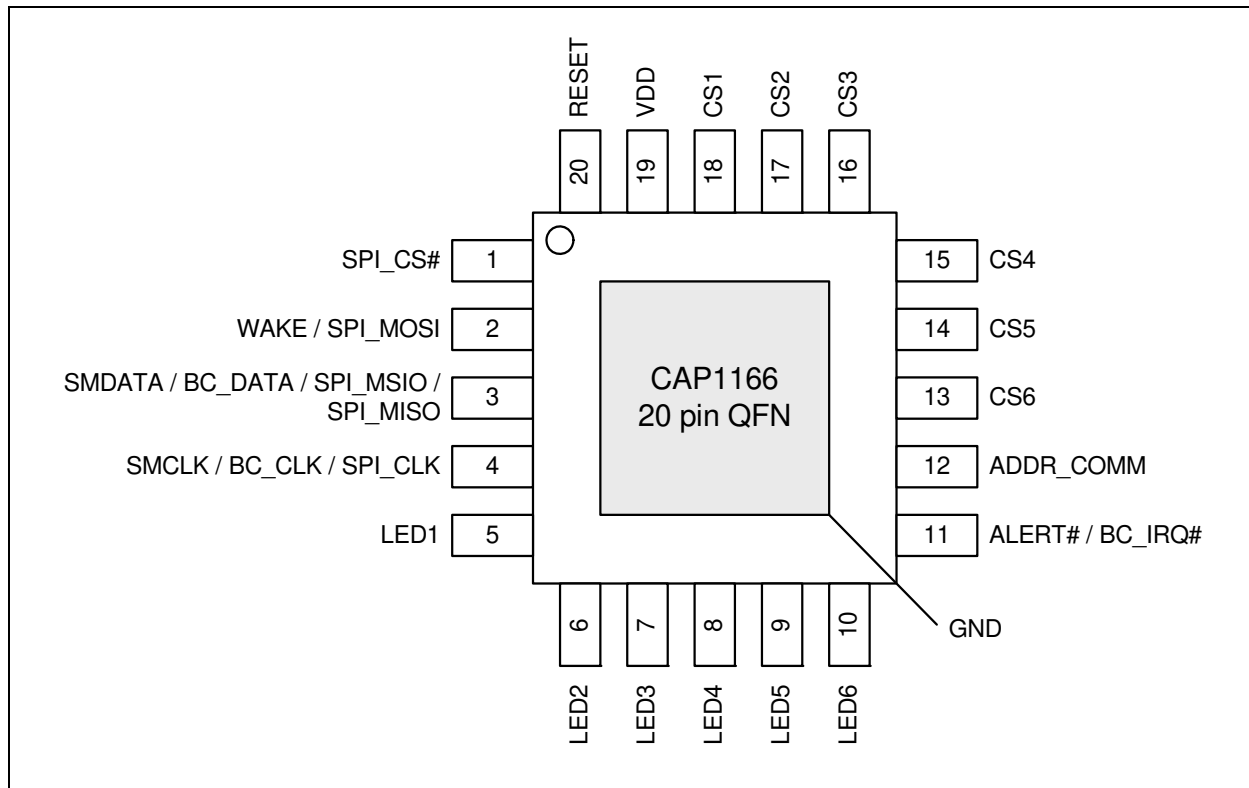 RESET
VDD
CS1
CS2
CS3
20
19
18
17
16
SPI_CS# 1
WAKE / SPI_MOSI 2
SMDATA / BC_DATA / SPI_MSIO /
SPI_MISO 3
SMCLK / BC_CLK / SPI_CLK 4
LED1 5
CAP1166
20 pin QFN
15 CS4
14 CS5
13 CS6
12 ADDR_COMM
11 ALERT# / BC_IRQ#
GND
6
7
8
9
10
LED2
LED3
LED4
LED5
LED6